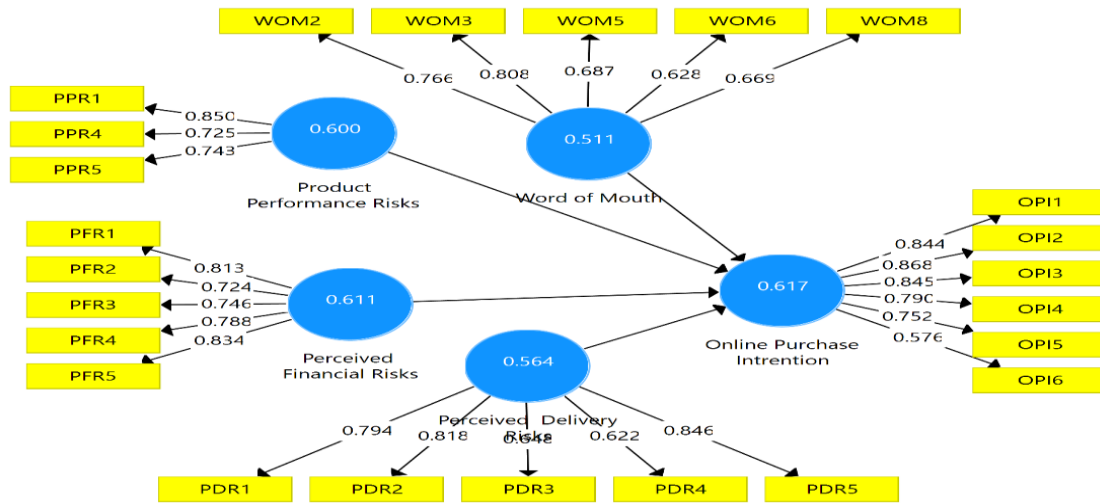 WOM2 WOM3 WOM5 WOM6 WOM8
0.766 0.808 0.687 0.628 0.669
PPR1
PPR4
PPR5
0.850
0.725
0.743
0.600
Product
Performance Risks
0.511
Word of Mouth
PFR1
PFR2
PFR3
PFR4
PFR5
0.813
0.724
0.746
0.788
0.834
0.611
Perceived
Financial Risks
0.617
Online Purchase
Intrention
0.844
0.868
0.845
0.790
0.752
0.576
OPI1
OPI2
OPI3
OPI4
OPI5
OPI6
0.564
Perceived Delivery
Risks
0.794 0.818 0.648 0.622 0.846
PDR1 PDR2 PDR3 PDR4 PDR5